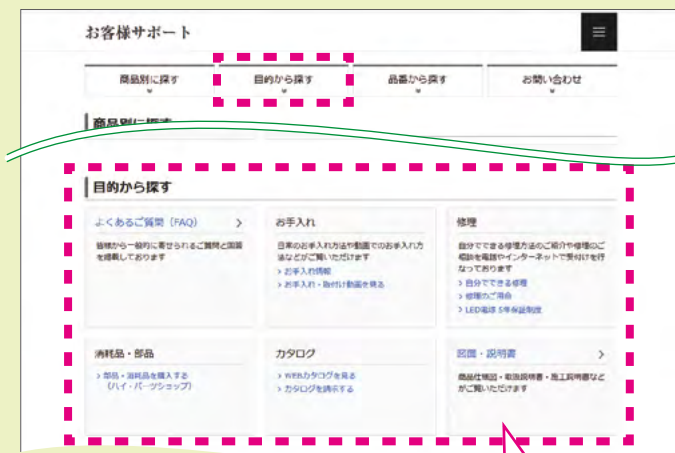 お客様サポート
商品別に探す
目的から探す
品番から探す
お問い合わせ
商品別に探す
目的から探す
よくあるご質問（FAQ）
皆様から一般的に寄せられるご質問と回答
を掲載しております
お手入れ
日常のお手入れ方法や動画でのお手入れ方
法などがご覧いただけます
› お手入れ情報
› お手入れ・取付け動画を見る
修理
自分でできる修理方法のご紹介や修理のご
相談を電話やインターネットで受付けを行
なっております
› 自分でできる修理
› 修理のご用命
› LED電球 5年保証制度
消耗品・部品
› 部品・消耗品を購入する
（ハイ・パーツショップ）
カタログ
› WEBカタログを見る
› カタログを請求する
図面・説明書
商品仕様図・取扱説明書・施工説明書など
がご覧いただけます